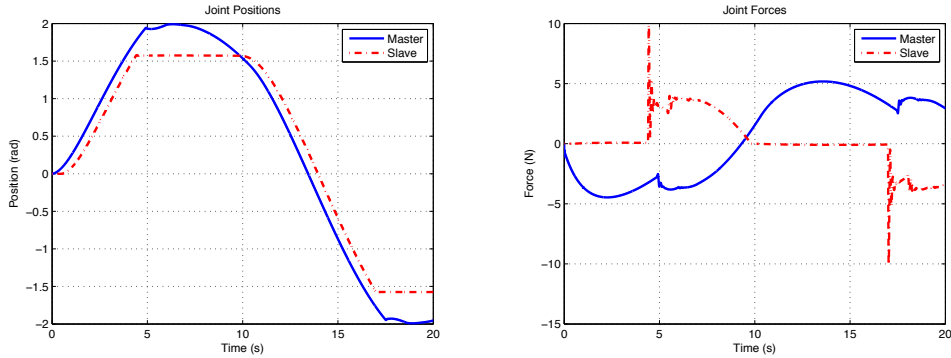 Joint Positions
Master
Slave
Position (rad)
2
1.5
1
0.5
0
−0.5
−1
−1.5
−2
0 5 10 15 20
Time (s)
Joint Forces
Master
Slave
Force (N)
10
5
0
−5
−10
−15
0 5 10 15 20
Time (s)